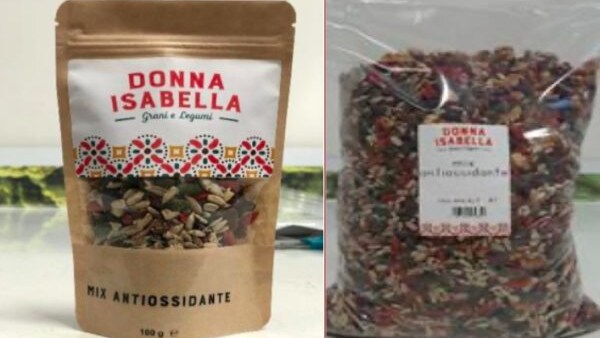 DONNA
ISABELLA
Grani e Legumi
MIX ANTIOSSIDANTE
100 g e
DONNA
ISABELLA
antiossidante